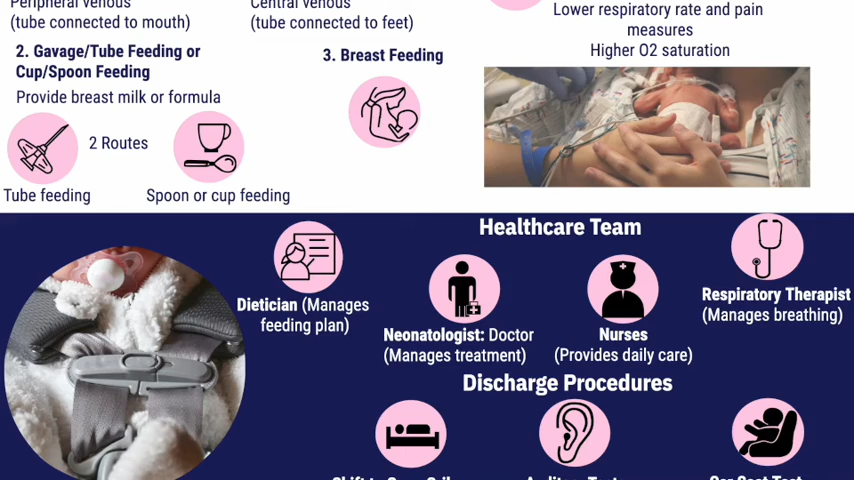 Peripheral venous
(tube connected to mouth)
Central venous
(tube connected to feet)
2. Gavage/Tube Feeding or
Cup/Spoon Feeding
Provide breast milk or formula
2 Routes
Tube feeding
Spoon or cup feeding
3. Breast Feeding
Lower respiratory rate and pain
measures
Higher O2 saturation
Healthcare Team
Dietician (Manages
feeding plan)
Neonatologist: Doctor
(Manages treatment)
Nurses
(Provides daily care)
Respiratory Therapist
(Manages breathing)
Discharge Procedures
Car Seat Test